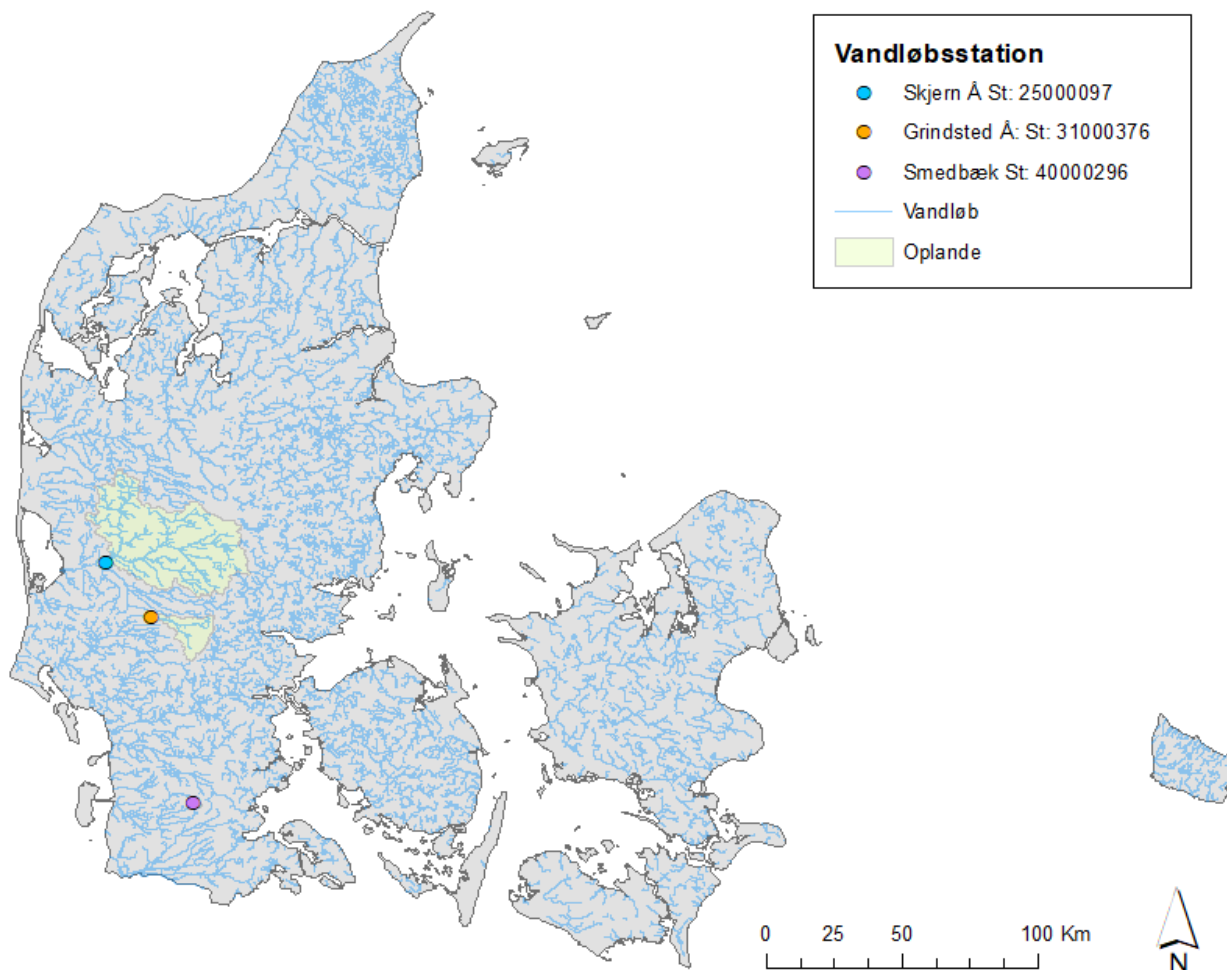 Vandløbsstation
Skjern Å St: 25000097
Grindsted Å: St: 31000376
Smedbæk St: 40000296
Vandløb
Oplande
0 25 50 100 Km
N